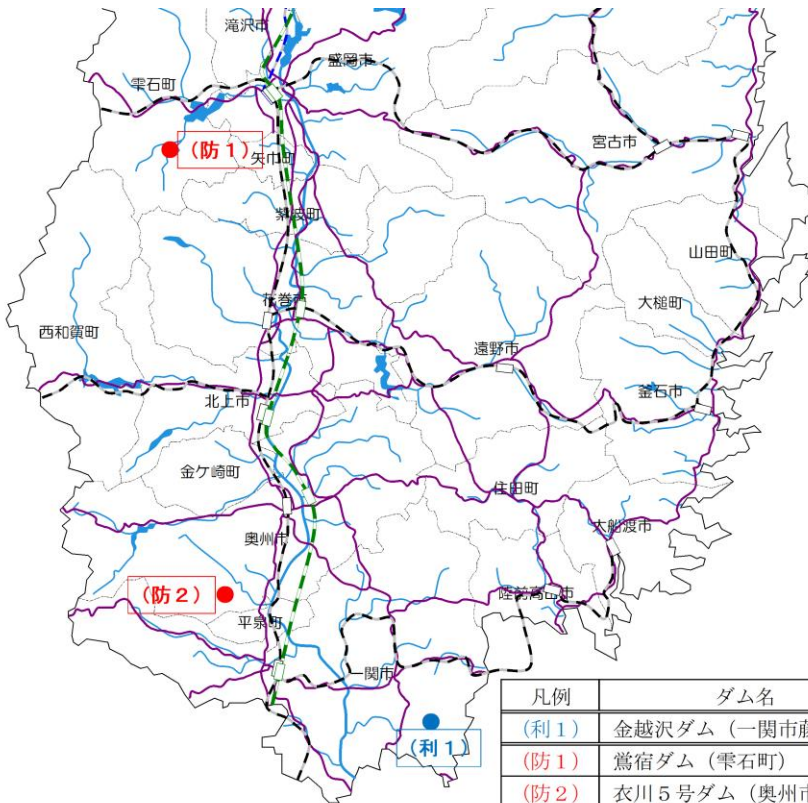 滝沢市
盛岡市
雫石町
宮古市
(防1)
矢巾町
紫波町
山田町
花巻市
大槌町
西和賀町
遠野市
釜石市
北上市
金ケ崎町
住田町
大船渡市
奥州市
(防2)
陸前高田市
平泉町
一関市
(利1)
凡例 ダム名
(利1) 金越沢ダム(一関市藤
(防1) 鶯宿ダム(雫石町)
(防2) 衣川5号ダム(奥州市